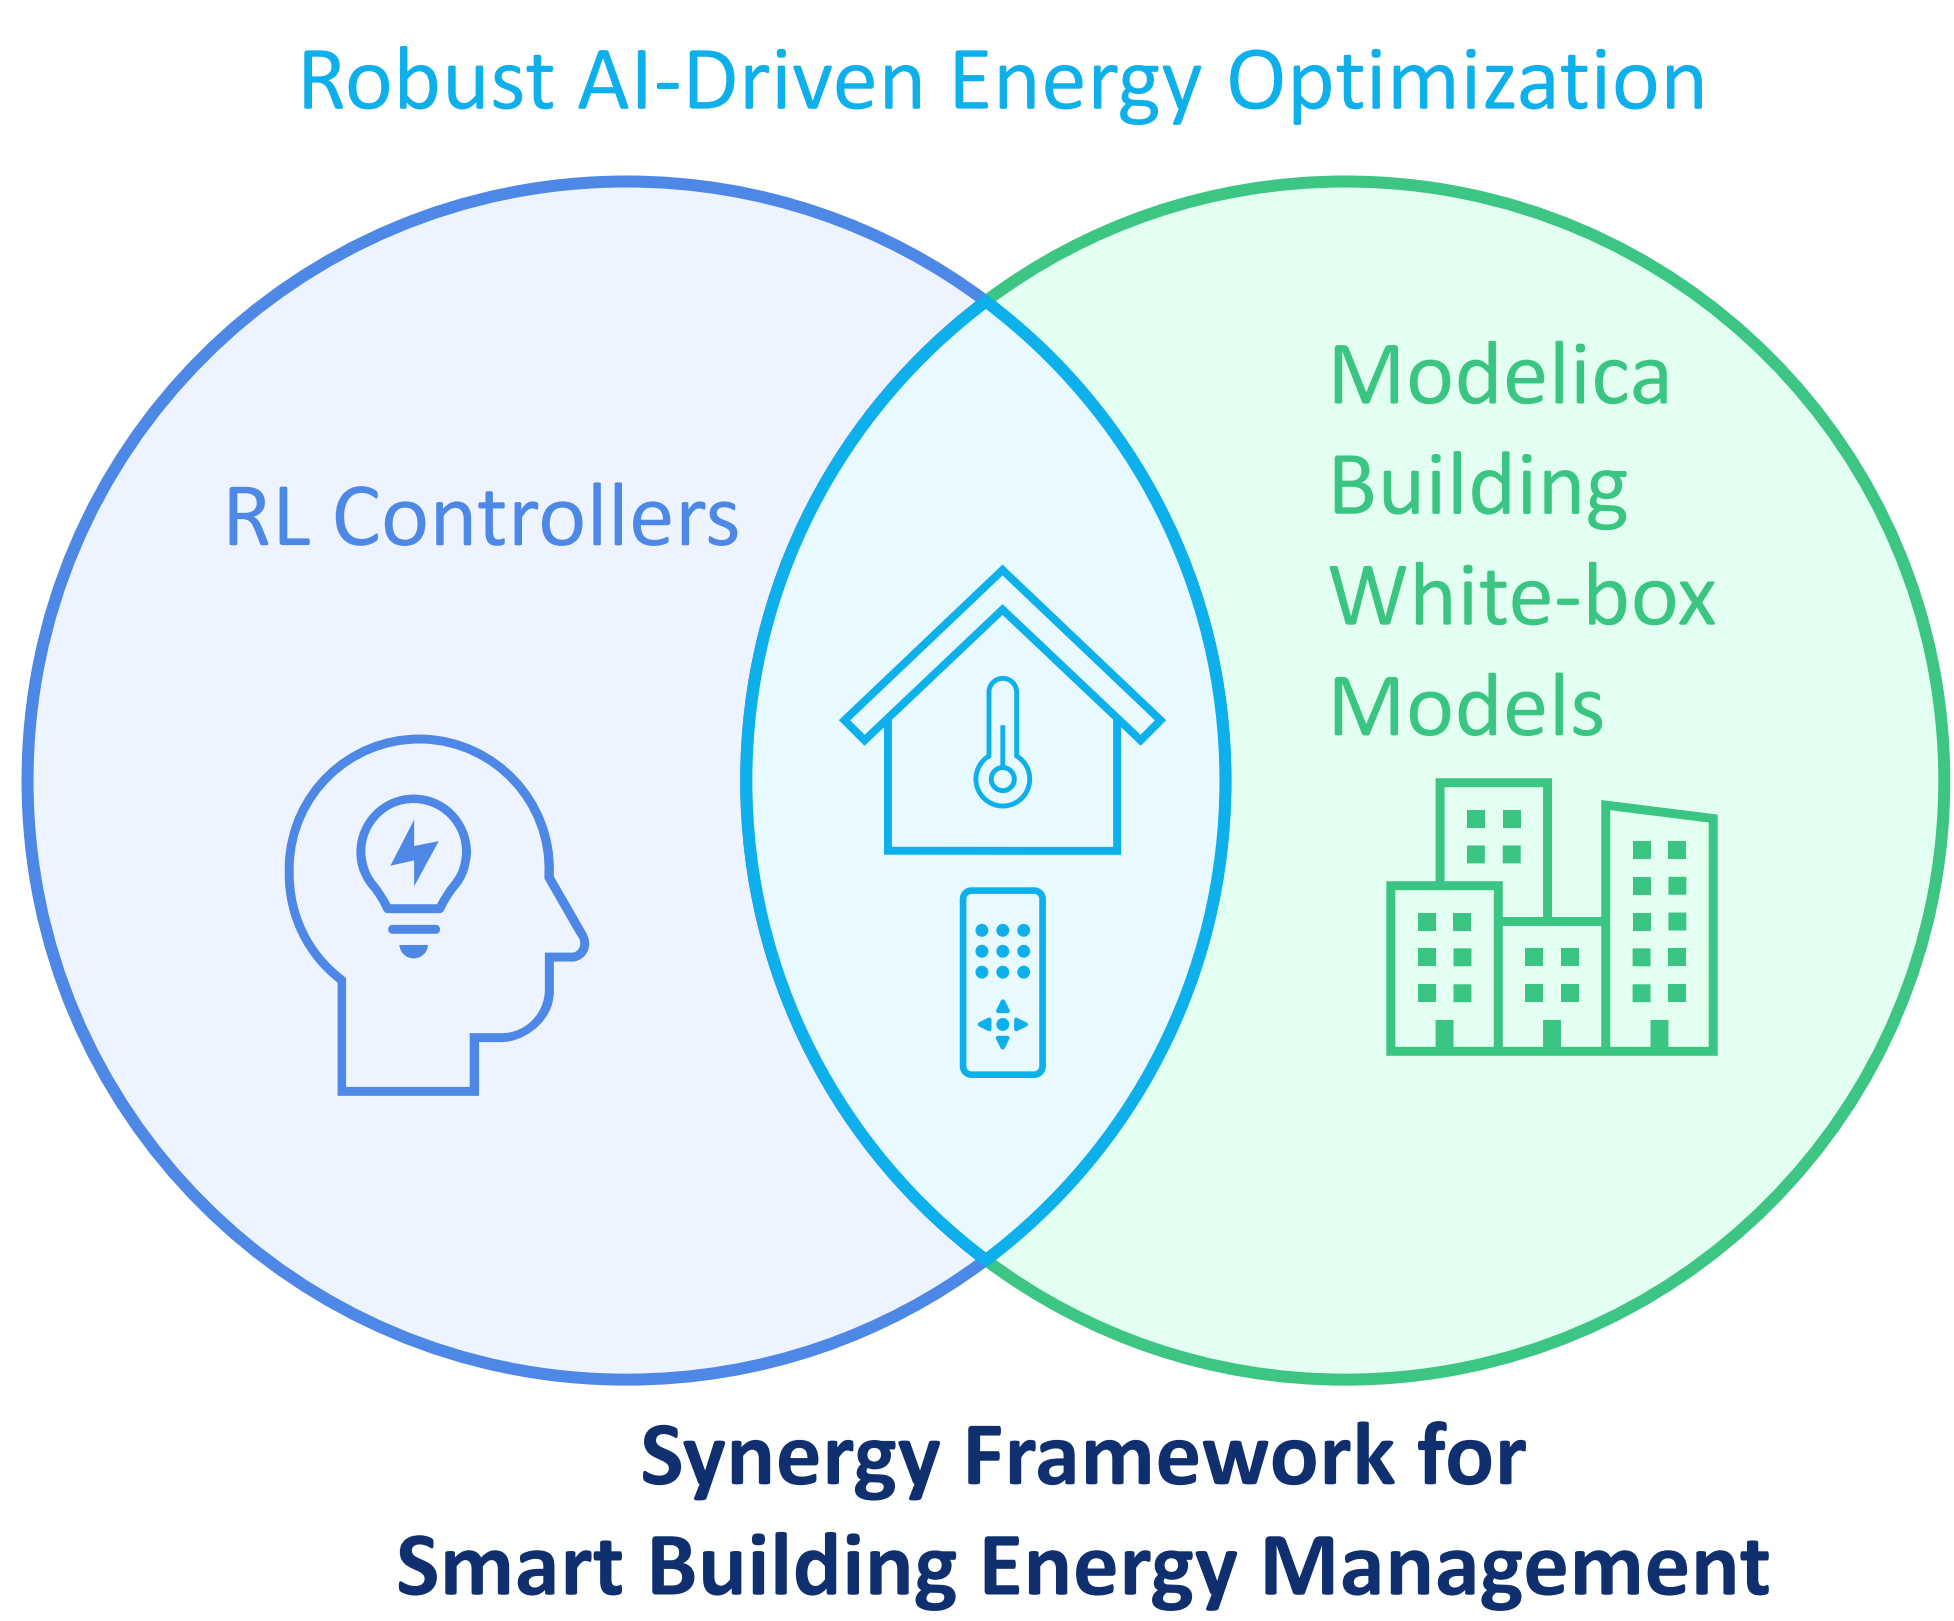 Robust AI-Driven Energy Optimization
RL Controllers
Modelica
Building
White-box
Models
Synergy Framework for
Smart Building Energy Management